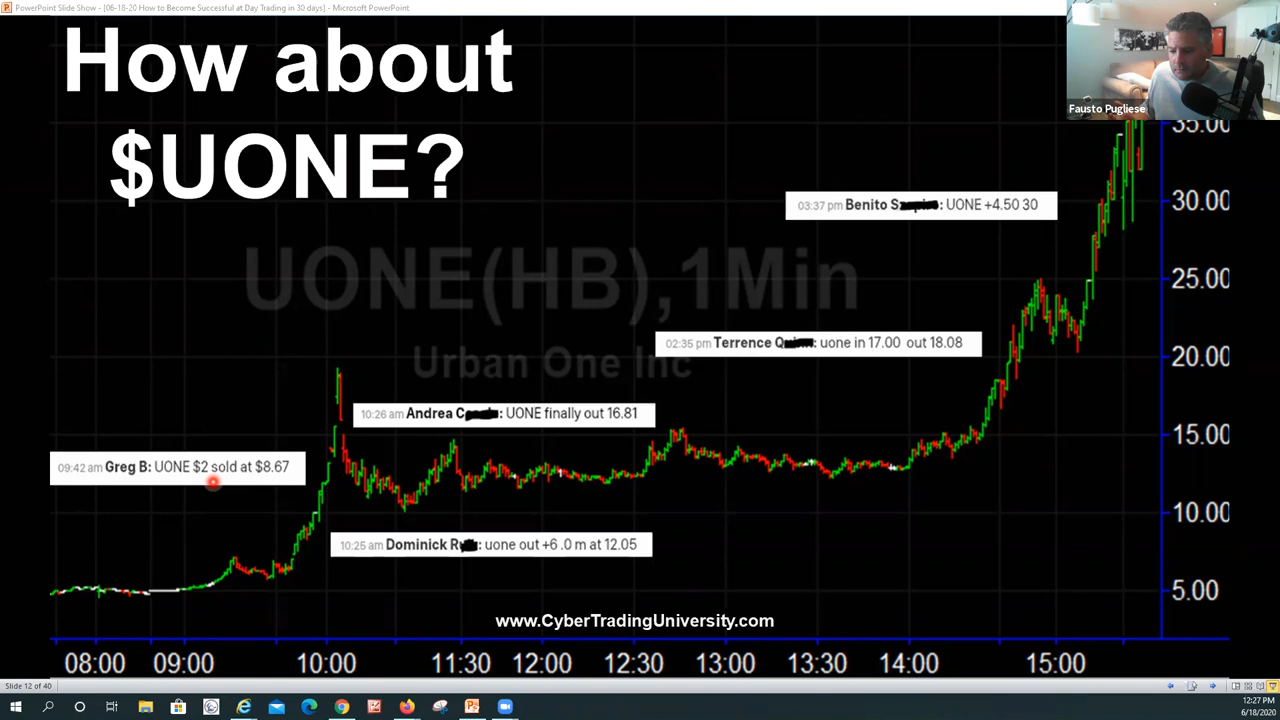 PowerPoint Slide Show - [06-18-20 How to Become Successful at Day Trading in 30 days] - Microsoft PowerPoint
How about
$UONE?
Fausto Pugliese
35.00
03:37 pm Benito : UONE +4.50 30
30.00
UONE(HB),1Min
25.00
02:35 pm Terrence : uone in 17.00 out 18.08
Urban One Inc
20.00
10:26 am Andrea : UONE finally out 16.81
15.00
09:42 am Greg B: UONE $2 sold at $8.67
10.00
10:25 am Dominick : uone out +6 .0 m at 12.05
5.00
www.CyberTradingUniversity.com
08:00 09:00 10:00 11:30 12:00 12:30 13:00 13:30 14:00 15:00
Slide 12 of 40
12:27 PM
6/18/2020